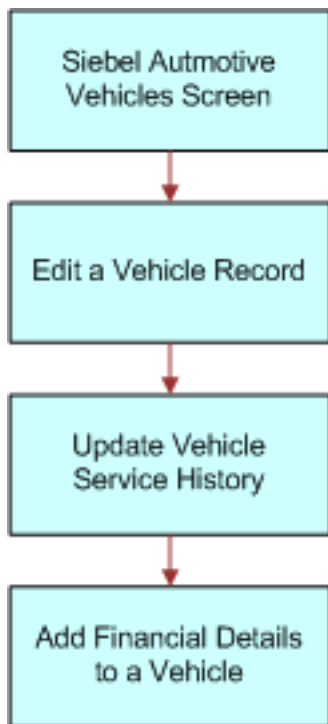 Siebel Autmotive
Vehicles Screen
Edit a Vehicle Record
Update Vehicle
Service History
Add Financial Details
to a Vehicle